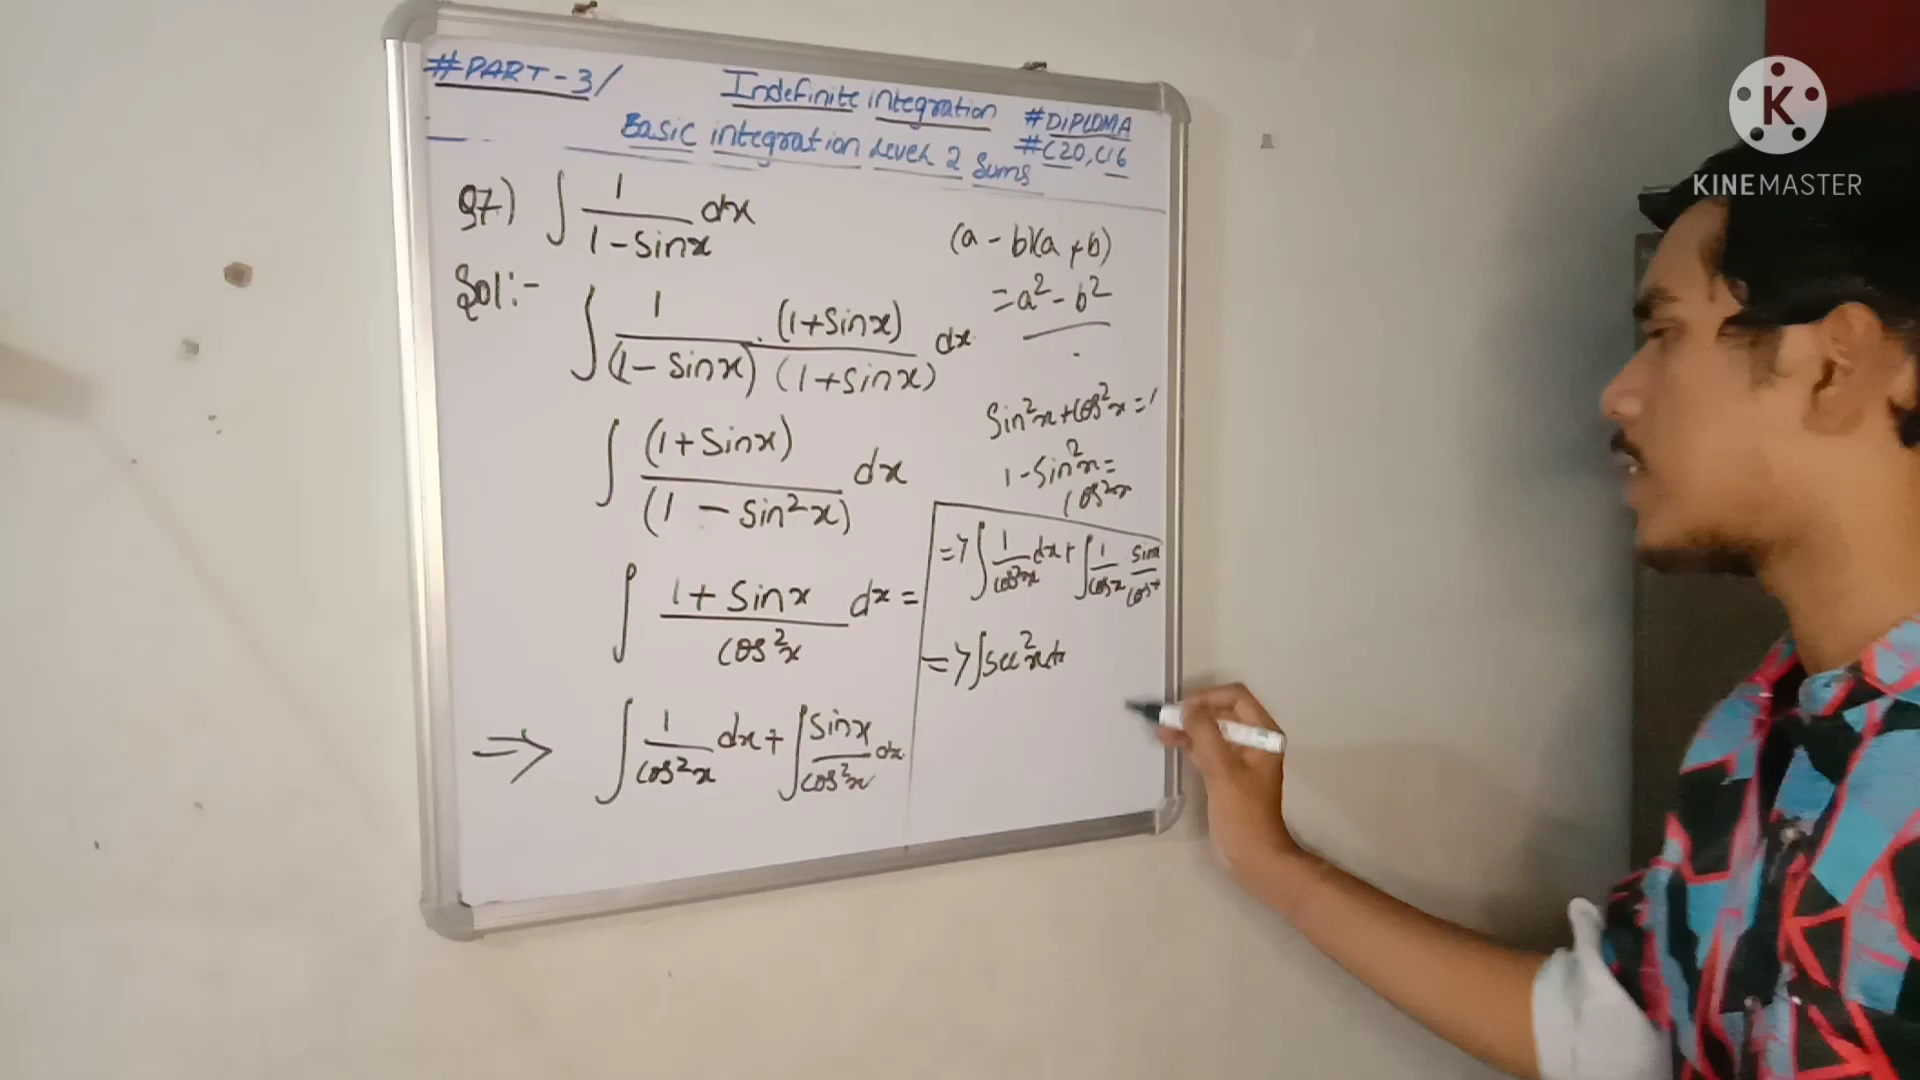 #PART-3/
Indefinite integration
#DIPLOMA
Basic integration Level 2 Sums
#C20, C16
97) ∫ 1/(1-sinx) dx
Sol:-
∫ 1/(1-sinx) . (1+sinx)/(1+sinx) dx
∫ (1+sinx)/(1-sin²x) dx
∫ (1+sinx)/cos²x dx =
=> ∫ 1/cos²x dx + ∫ sinx/cos²x dx
(a-b)(a+b)
=a²-b²
sin²x+cos²x=1
1-sin²x=
cos²x
=> ∫ 1/cos²x dx + ∫ 1/cosx sinx/cosx
=> ∫sec²x dx
KINEMASTER